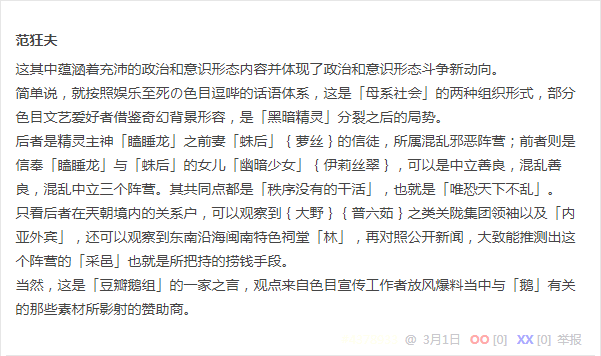 范狂夫
这其中蕴涵着充沛的政治和意识形态内容并体现了政治和意识形态斗争新动向。
简单说，就按照娱乐至死の色目逗哔的话语体系，这是「母系社会」的两种组织形式，部分
色目文艺爱好者借鉴奇幻背景形容，是「黑暗精灵」分裂之后的局势。
后者是精灵主神「瞌睡龙」之前妻「蛛后」｛萝丝｝的信徒，所属混乱邪恶阵营；前者则是
信奉「瞌睡龙」与「蛛后」的女儿「幽暗少女」｛伊莉丝翠｝，可以是中立善良，混乱善
良，混乱中立三个阵营。其共同点都是「秩序没有的干活」，也就是「唯恐天下不乱」。
只看后者在天朝境内的关系户，可以观察到｛大野｝｛普六茹｝之类关陇集团领袖以及「内
亚外宾」，还可以观察到东南沿海闽南特色祠堂「林」，再对照公开新闻，大致能推测出这
个阵营的「采邑」也就是所把持的捞钱手段。
当然，这是「豆瓣鹅组」的一家之言，观点来自色目宣传工作者放风爆料当中与「鹅」有关
的那些素材所影射的赞助商。
@ 3月1日 OO [0] XX [0] 举报